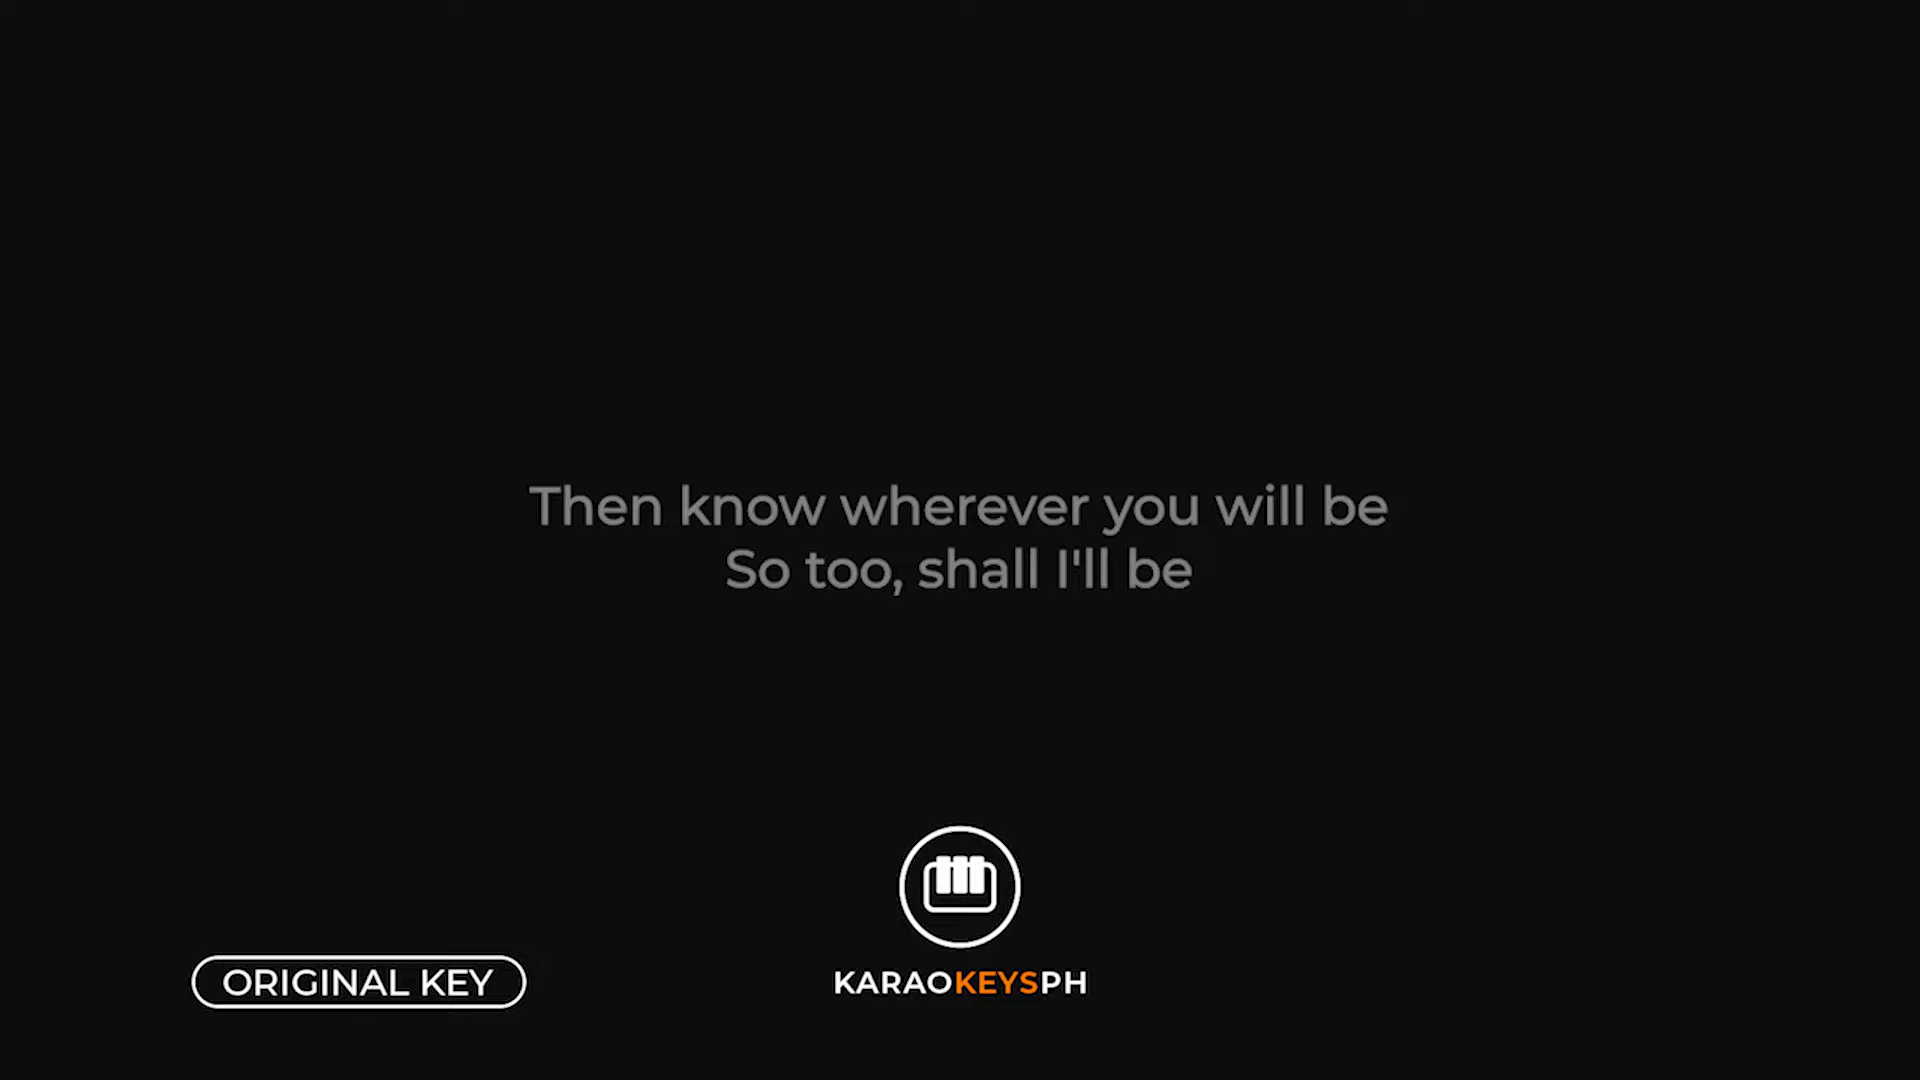 Then know wherever you will be
So too, shall I'll be
ORIGINAL KEY
KARAOKEYSPH